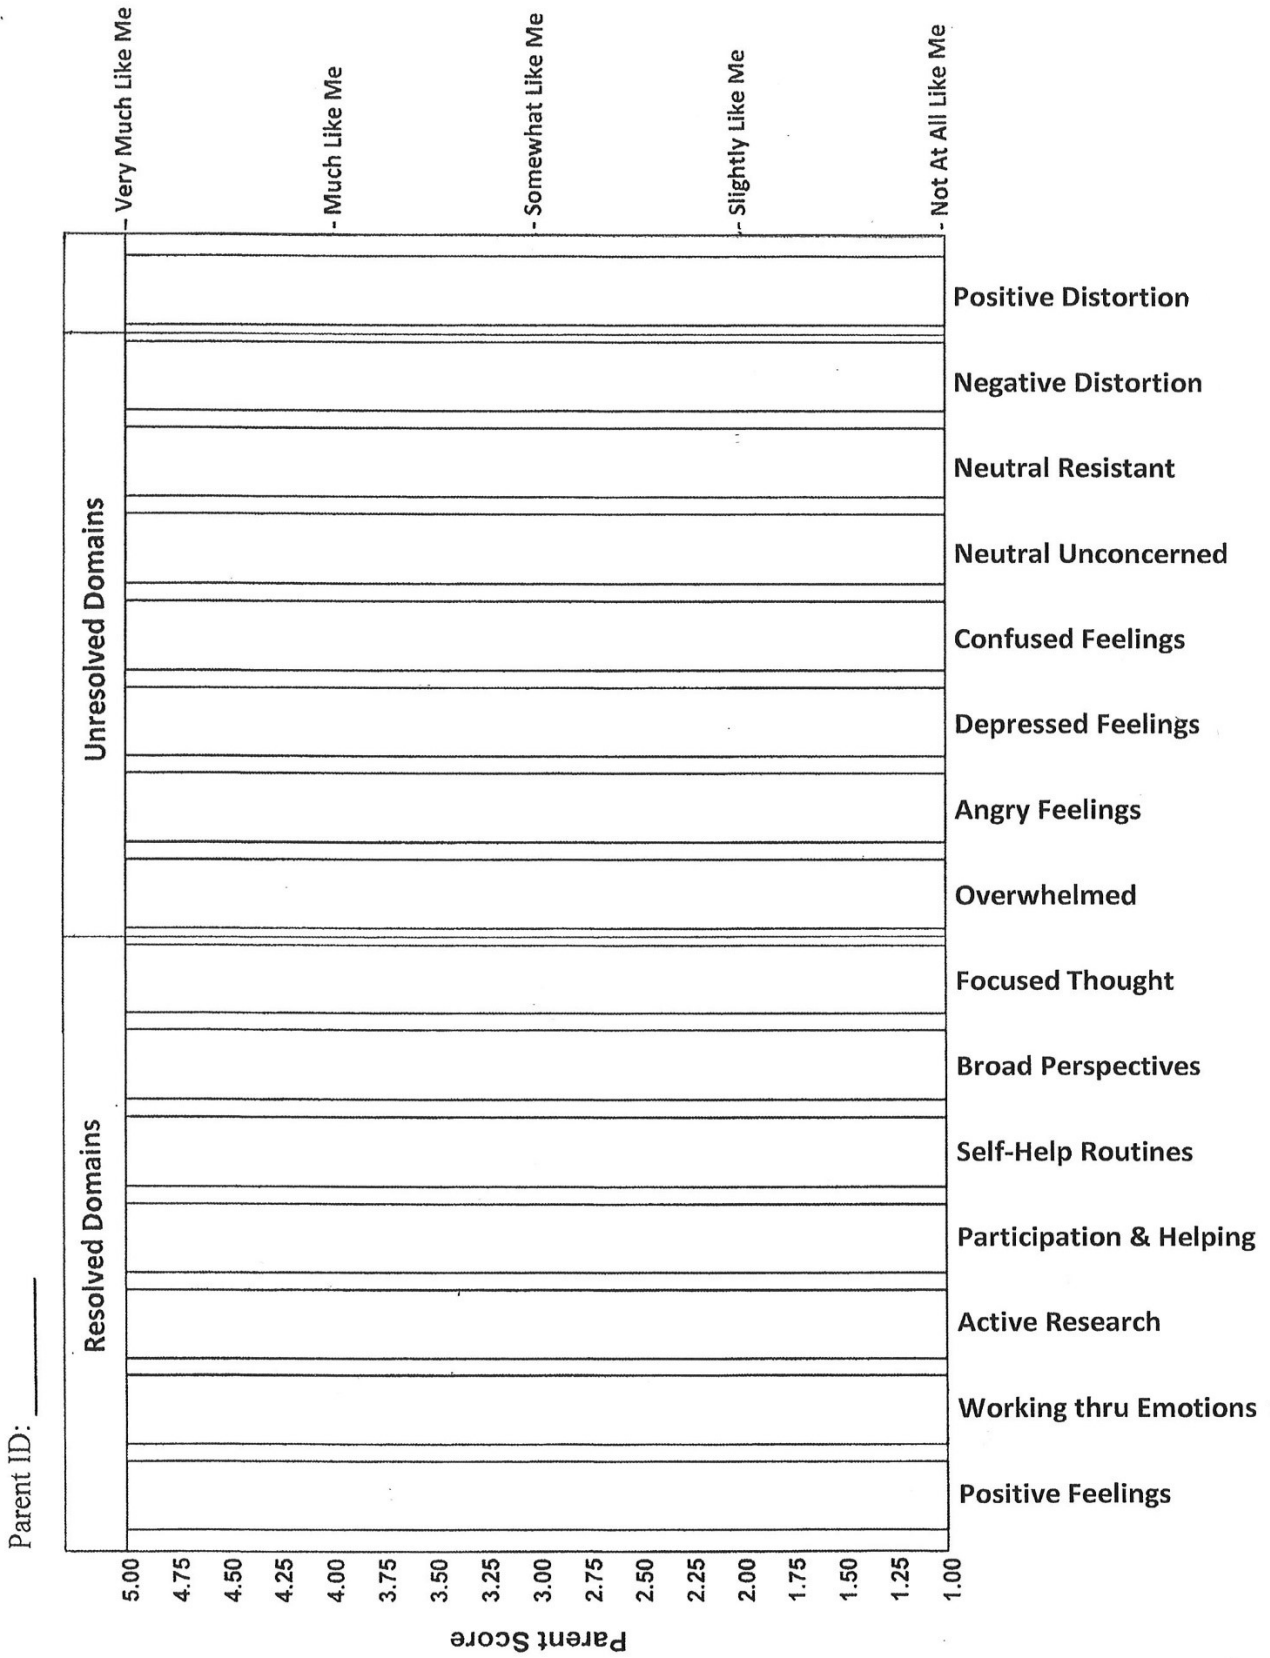 Parent ID: ________
Resolved Domains
Unresolved Domains
Parent Score
5.00
4.75
4.50
4.25
4.00
3.75
3.50
3.25
3.00
2.75
2.50
2.25
2.00
1.75
1.50
1.25
1.00
- Very Much Like Me
- Much Like Me
- Somewhat Like Me
- Slightly Like Me
- Not At All Like Me
Positive Feelings
Working thru Emotions
Active Research
Participation & Helping
Self-Help Routines
Broad Perspectives
Focused Thought
Overwhelmed
Angry Feelings
Depressed Feelings
Confused Feelings
Neutral Unconcerned
Neutral Resistant
Negative Distortion
Positive Distortion